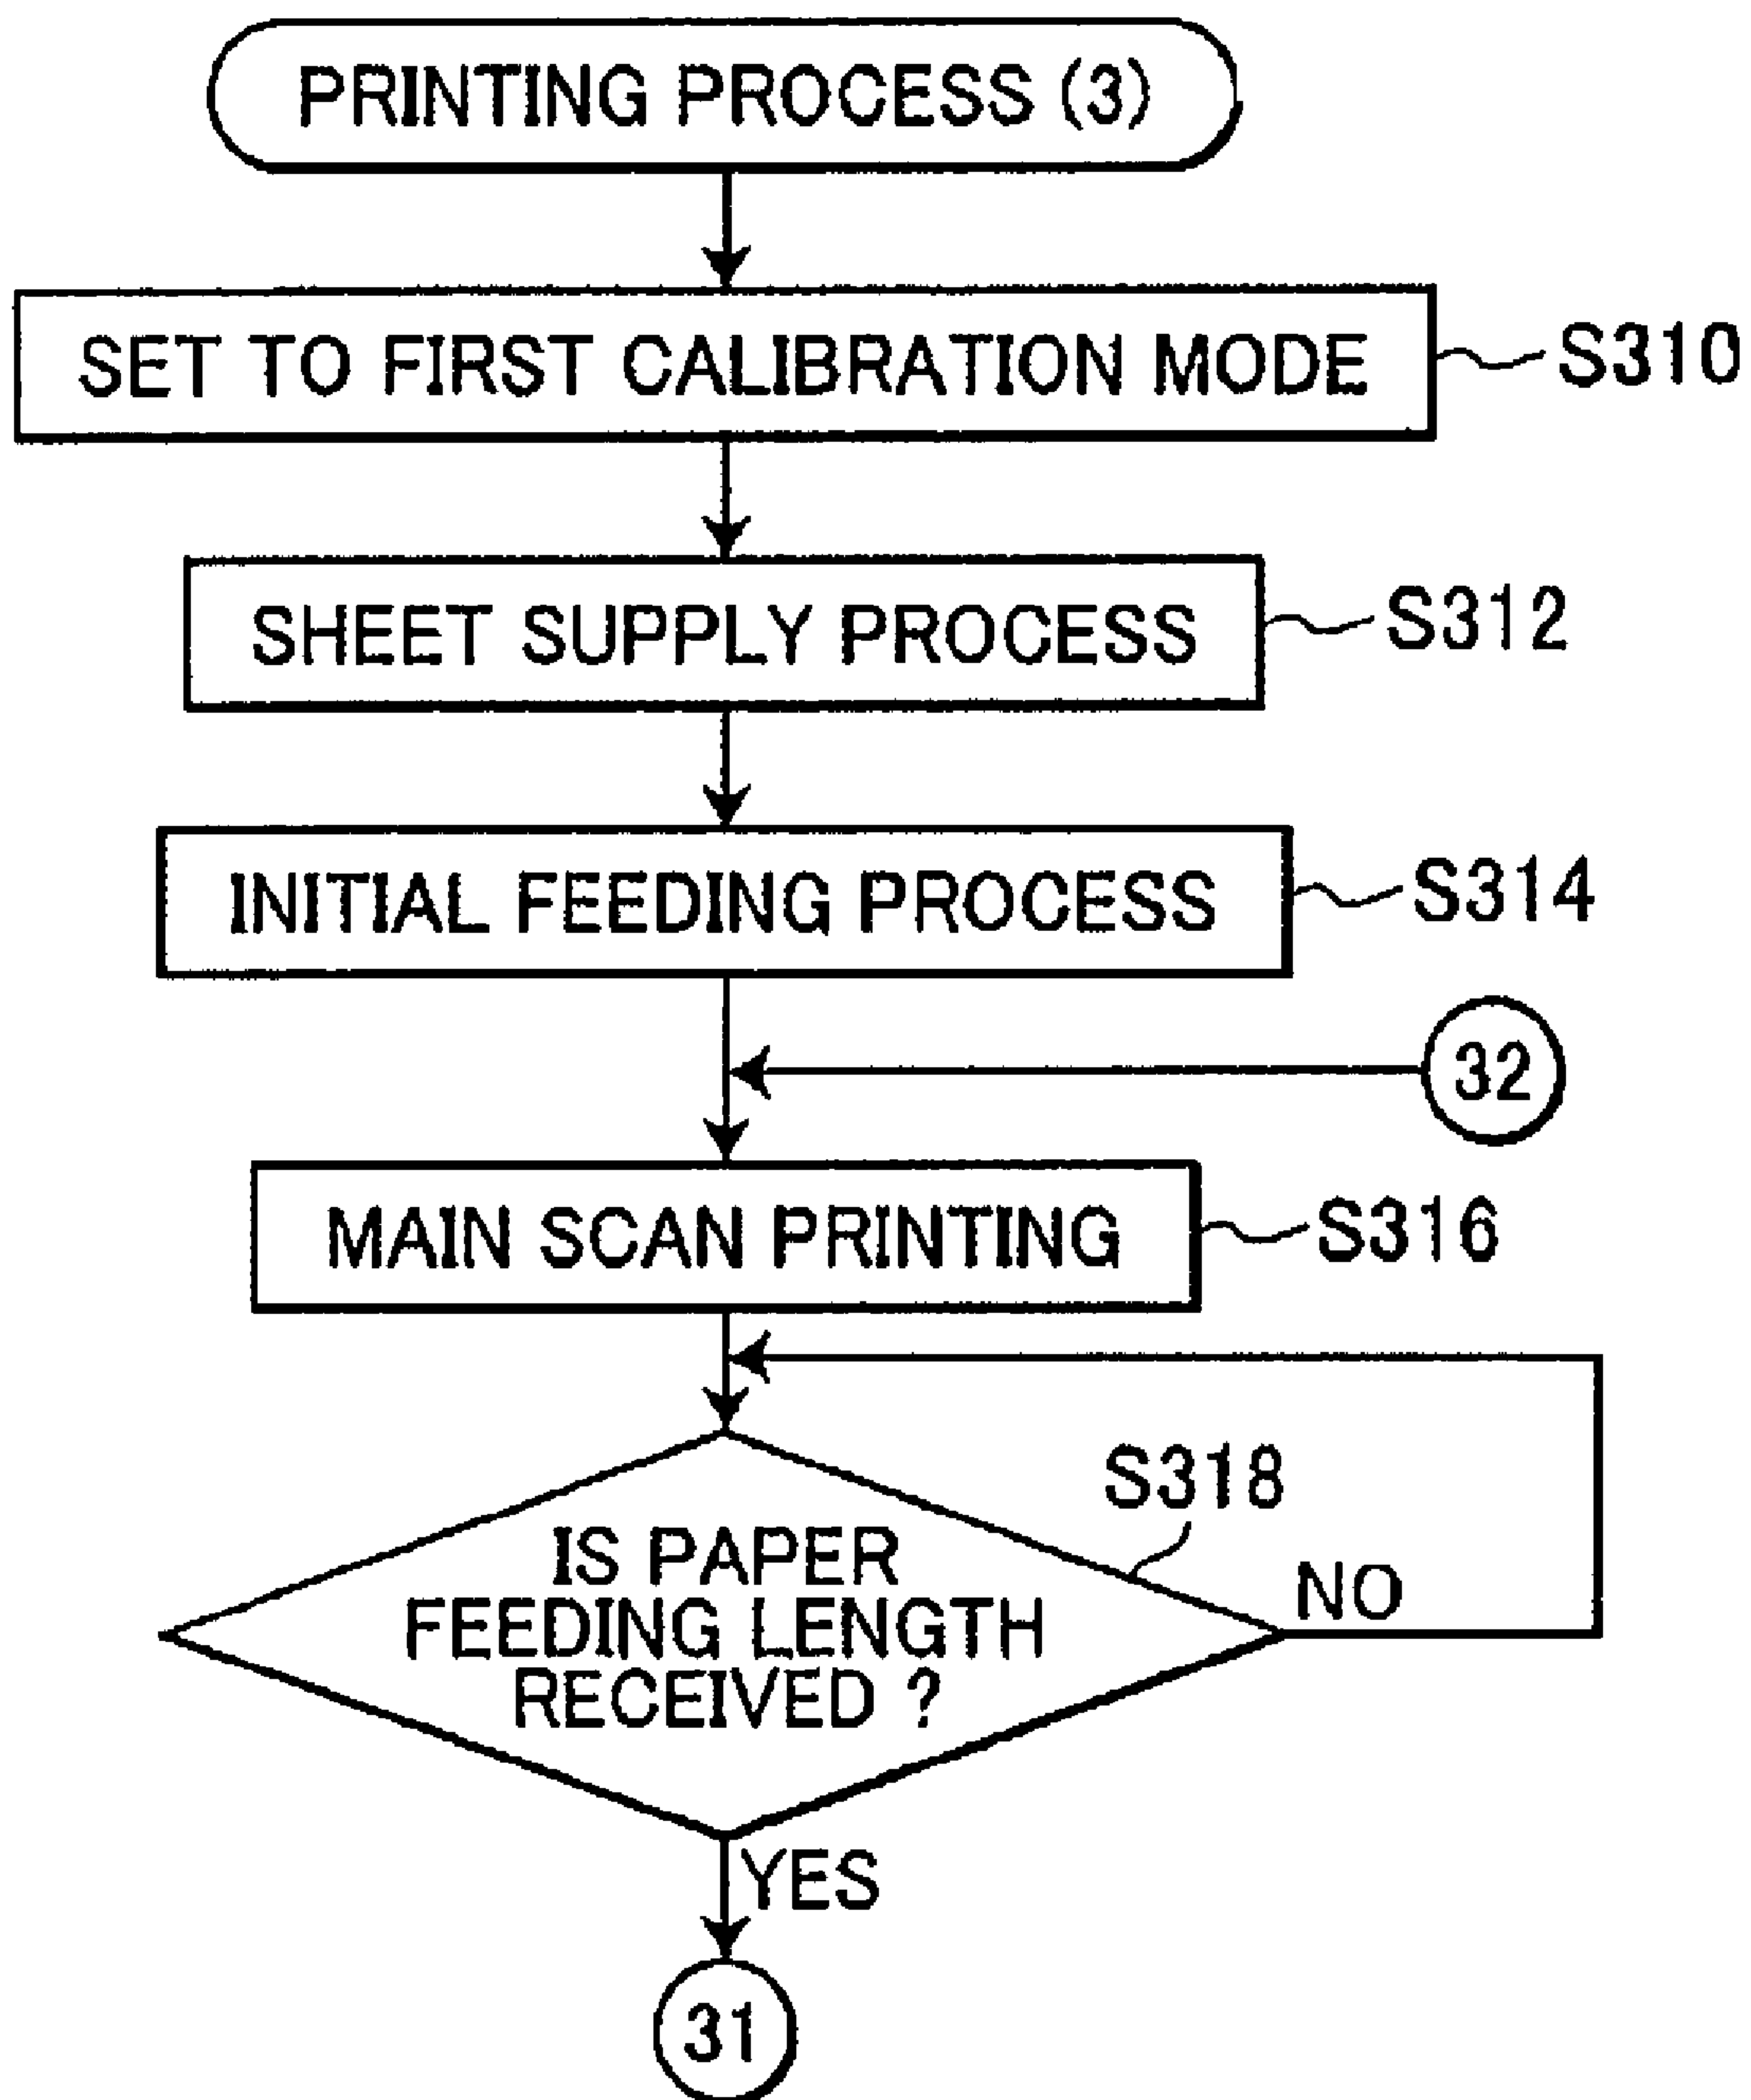 PRINTING PROCESS (3)
SET TO FIRST CALIBRATION MODE
S310
SHEET SUPPLY PROCESS
S312
INITIAL FEEDING PROCESS
S314
32
MAIN SCAN PRINTING
S316
S318
IS PAPER
FEEDING LENGTH
RECEIVED ?
NO
YES
31